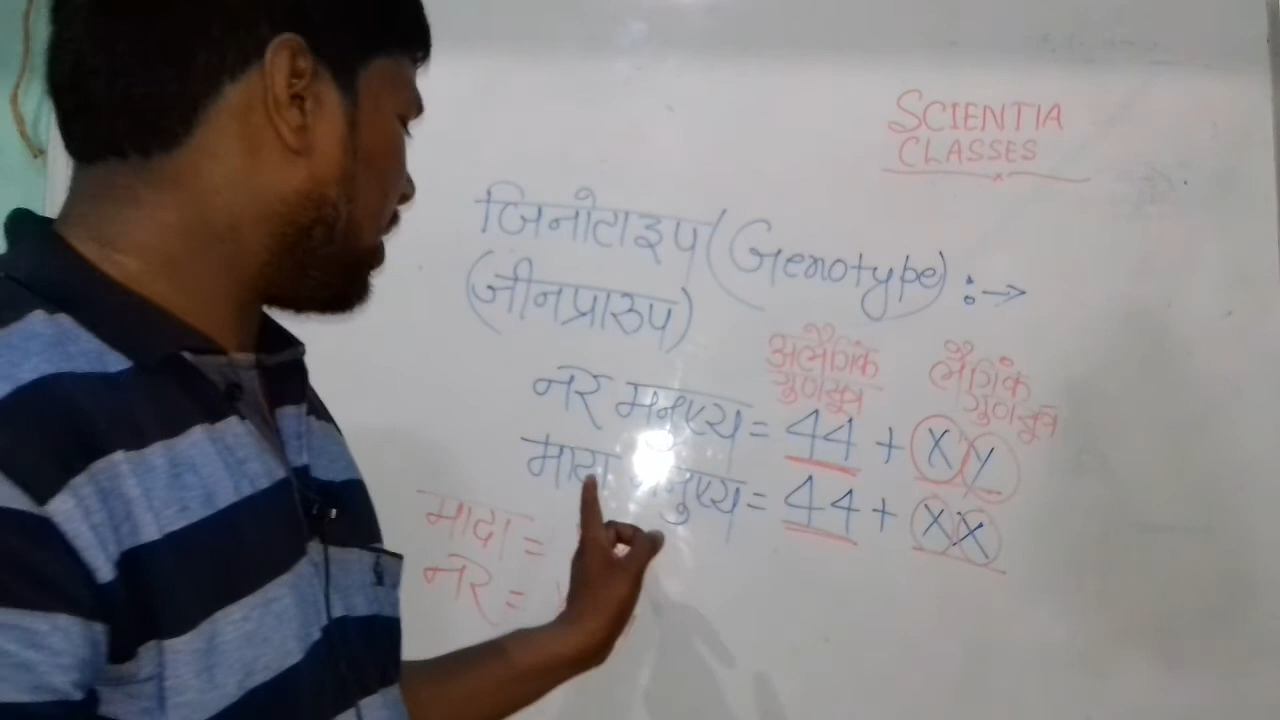 SCIENTIA
CLASSES
जिनोटाइप (Genotype) :→
(जीनप्रारुप)
अलैगिंक
गुणसूत्र
लैगिंक
गुणसूत्र
नर मनुष्य = 44 + XY
मादा मनुष्य = 44 + XX
मादा =
नर =